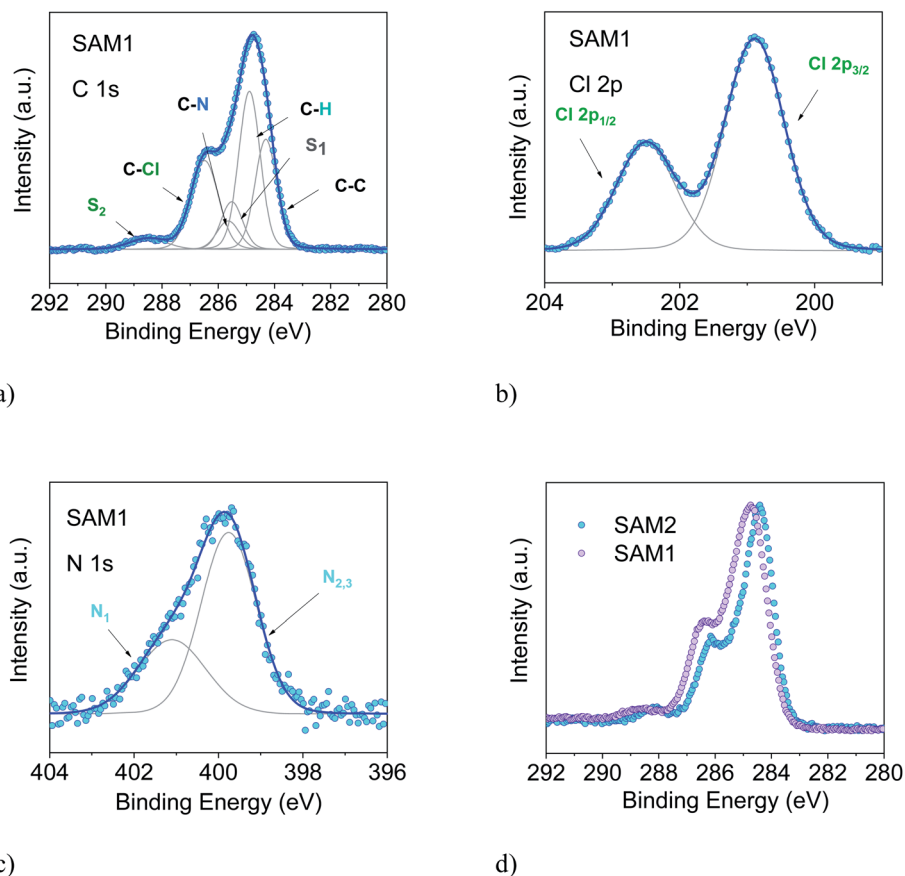 SAM1
C 1s
C-N
C-H
S1
C-Cl
C-C
S2
Intensity (a.u.)
292 290 288 286 284 282 280
Binding Energy (eV)
a)
SAM1
Cl 2p
Cl 2p3/2
Cl 2p1/2
Intensity (a.u.)
204 202 200
Binding Energy (eV)
b)
SAM1
N 1s
N2,3
N1
Intensity (a.u.)
404 402 400 398 396
Binding Energy (eV)
c)
SAM2
SAM1
Intensity (a.u.)
292 290 288 286 284 282 280
Binding Energy (eV)
d)